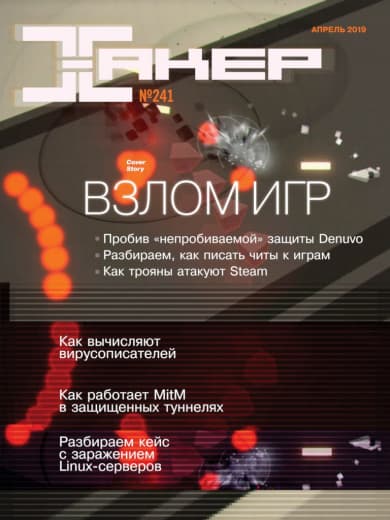 АПРЕЛЬ 2019
ХАКЕР
№241
Cover
Story
ВЗЛОМ ИГР
Пробив «непробиваемой» защиты Denuvo
Разбираем, как писать читы к играм
Как трояны атакуют Steam
Как вычисляют
вирусописателей
Как работает MitM
в защищенных туннелях
Разбираем кейс
с заражением
Linux-серверов